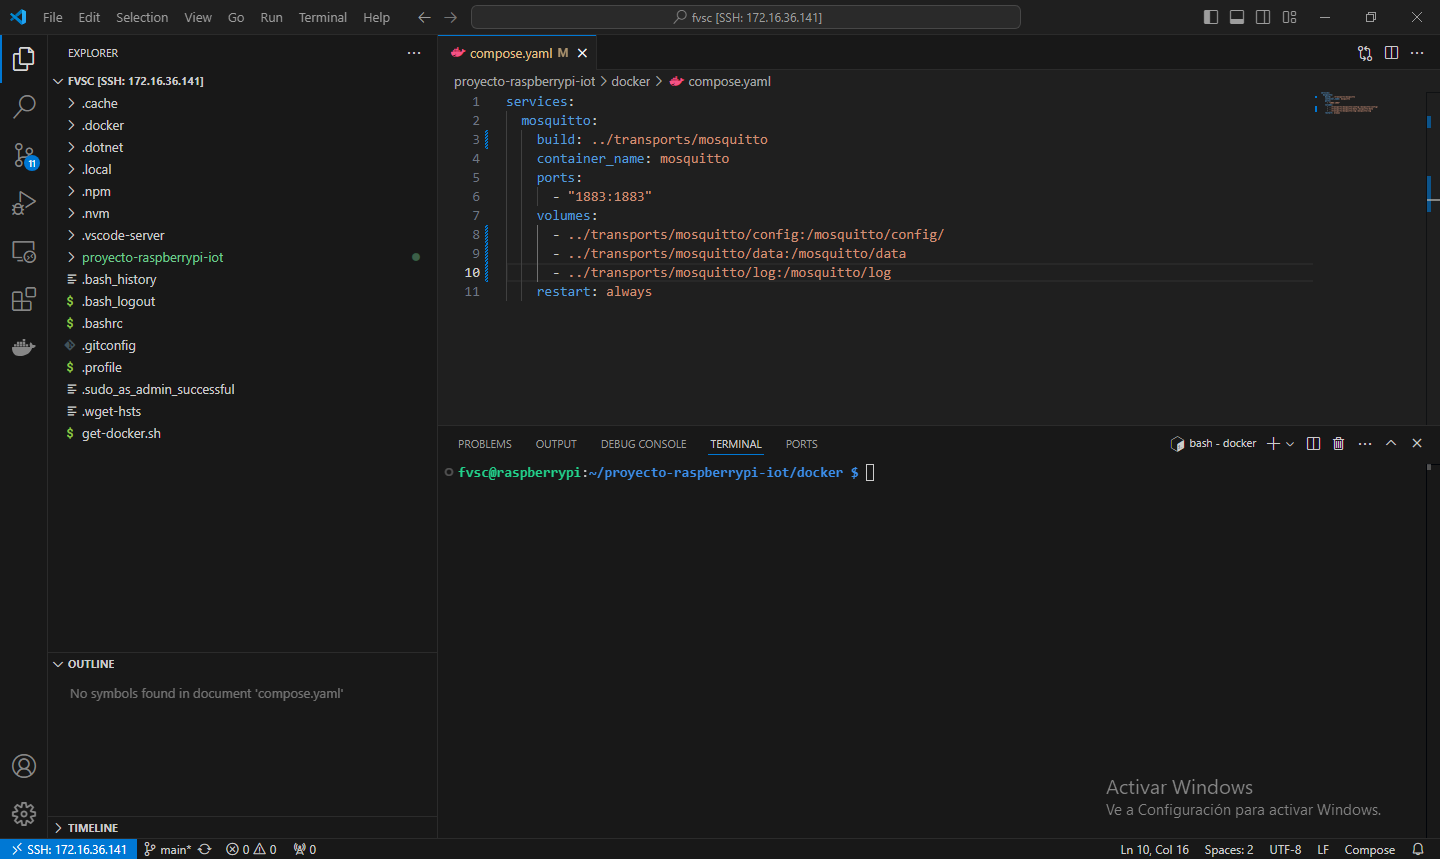 File Edit Selection View Go Run Terminal Help
fvsc [SSH: 172.16.36.141]
EXPLORER
FVSC [SSH: 172.16.36.141]
.cache
.docker
.dotnet
.local
.npm
.nvm
.vscode-server
proyecto-raspberrypi-iot
.bash_history
$ .bash_logout
$ .bashrc
.gitconfig
$ .profile
.sudo_as_admin_successful
.wget-hsts
$ get-docker.sh
11
OUTLINE
No symbols found in document 'compose.yaml'
TIMELINE
compose.yaml M
proyecto-raspberrypi-iot > docker > compose.yaml
1 services:
2 mosquitto:
3 build: ../transports/mosquitto
4 container_name: mosquitto
5 ports:
6 - "1883:1883"
7 volumes:
8 - ../transports/mosquitto/config:/mosquitto/config/
9 - ../transports/mosquitto/data:/mosquitto/data
10 - ../transports/mosquitto/log:/mosquitto/log
11 restart: always
PROBLEMS OUTPUT DEBUG CONSOLE TERMINAL PORTS
bash - docker
fvsc@raspberrypi:~/proyecto-raspberrypi-iot/docker $
Activar Windows
Ve a Configuración para activar Windows.
SSH: 172.16.36.141 main* 0 0 0 Ln 10, Col 16 Spaces: 2 UTF-8 LF Compose